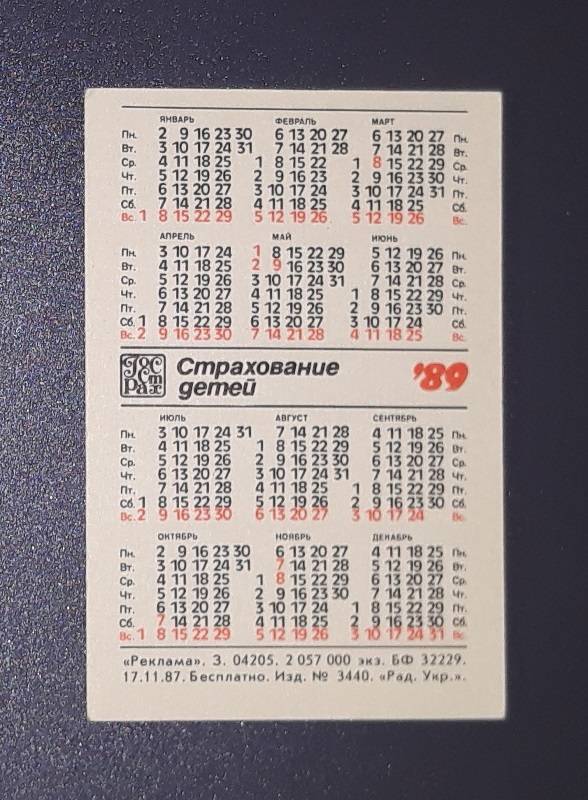 ЯНВАРЬ ФЕВРАЛЬ МАРТ
Пн. 2 9 16 23 30 6 13 20 27 6 13 20 27 Пн.
Вт. 3 10 17 24 31 7 14 21 28 7 14 21 28 Вт.
Ср. 4 11 18 25 1 8 15 22 1 8 15 22 29 Ср.
Чт. 5 12 19 26 2 9 16 23 2 9 16 23 30 Чт.
Пт. 6 13 20 27 3 10 17 24 3 10 17 24 31 Пт.
Сб. 7 14 21 28 4 11 18 25 4 11 18 25 Сб.
Вс. 1 8 15 22 29 5 12 19 26 5 12 19 26 Вс.
АПРЕЛЬ МАЙ ИЮНЬ
Пн. 3 10 17 24 1 8 15 22 29 5 12 19 26 Пн.
Вт. 4 11 18 25 2 9 16 23 30 6 13 20 27 Вт.
Ср. 5 12 19 26 3 10 17 24 31 7 14 21 28 Ср.
Чт. 6 13 20 27 4 11 18 25 1 8 15 22 29 Чт.
Пт. 7 14 21 28 5 12 19 26 2 9 16 23 30 Пт.
Сб. 1 8 15 22 29 6 13 20 27 3 10 17 24 Сб.
Вс. 2 9 16 23 30 7 14 21 28 4 11 18 25 Вс.
Гос
страх
Страхование
детей
'89
ИЮЛЬ АВГУСТ СЕНТЯБРЬ
Пн. 3 10 17 24 31 7 14 21 28 4 11 18 25 Пн.
Вт. 4 11 18 25 1 8 15 22 29 5 12 19 26 Вт.
Ср. 5 12 19 26 2 9 16 23 30 6 13 20 27 Ср.
Чт. 6 13 20 27 3 10 17 24 31 7 14 21 28 Чт.
Пт. 7 14 21 28 4 11 18 25 1 8 15 22 29 Пт.
Сб. 1 8 15 22 29 5 12 19 26 2 9 16 23 30 Сб.
Вс. 2 9 16 23 30 6 13 20 27 3 10 17 24 Вс.
ОКТЯБРЬ НОЯБРЬ ДЕКАБРЬ
Пн. 2 9 16 23 30 6 13 20 27 4 11 18 25 Пн.
Вт. 3 10 17 24 31 7 14 21 28 5 12 19 26 Вт.
Ср. 4 11 18 25 1 8 15 22 29 6 13 20 27 Ср.
Чт. 5 12 19 26 2 9 16 23 30 7 14 21 28 Чт.
Пт. 6 13 20 27 3 10 17 24 1 8 15 22 29 Пт.
Сб. 7 14 21 28 4 11 18 25 2 9 16 23 30 Сб.
Вс. 1 8 15 22 29 5 12 19 26 3 10 17 24 31 Вс.
«Реклама». З. 04205. 2 057 000 экз. БФ 32229.
17.11.87. Бесплатно. Изд. № 3440. «Рад. Укр.».